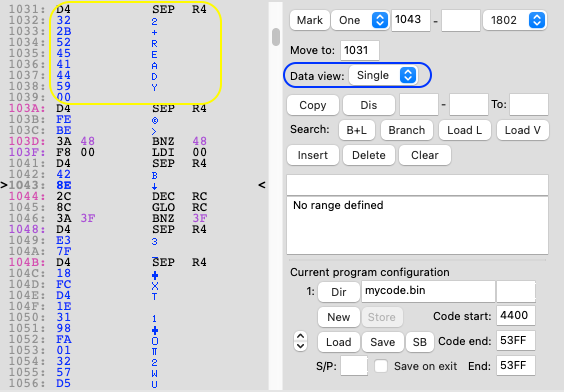 1031: D4 SEP R4
1032: 32 2
1033: 2B +
1034: 52 R
1035: 45 E
1036: 41 A
1037: 44 D
1038: 59 Y
1039: 00
103A: D4 SEP R4
103B: FE @
103C: BE >
103D: 3A 48 BNZ 48
103F: F8 00 LDI 00
1041: D4 SEP R4
1042: 42 B
>1043: 8E ↓ <
1044: 2C DEC RC
1045: 8C GLO RC
1046: 3A 3F BNZ 3F
1048: D4 SEP R4
1049: E3 3
104A: 7F
104B: D4 SEP R4
104C: 18
104D: FC X
104E: D4 T
104F: 1E
1050: 31 1
1051: 98
1052: FA O
1053: 01 π
1054: 32 2
1055: 57 W
1056: D5 U
Mark One 1043 - 1802
Move to: 1031
Data view: Single
Copy Dis - To:
Search: B+L Branch Load L Load V
Insert Delete Clear
No range defined
Current program configuration
1: Dir mycode.bin
New Store Code start: 4400
Load Save SB Code end: 53FF
S/P: Save on exit End: 53FF